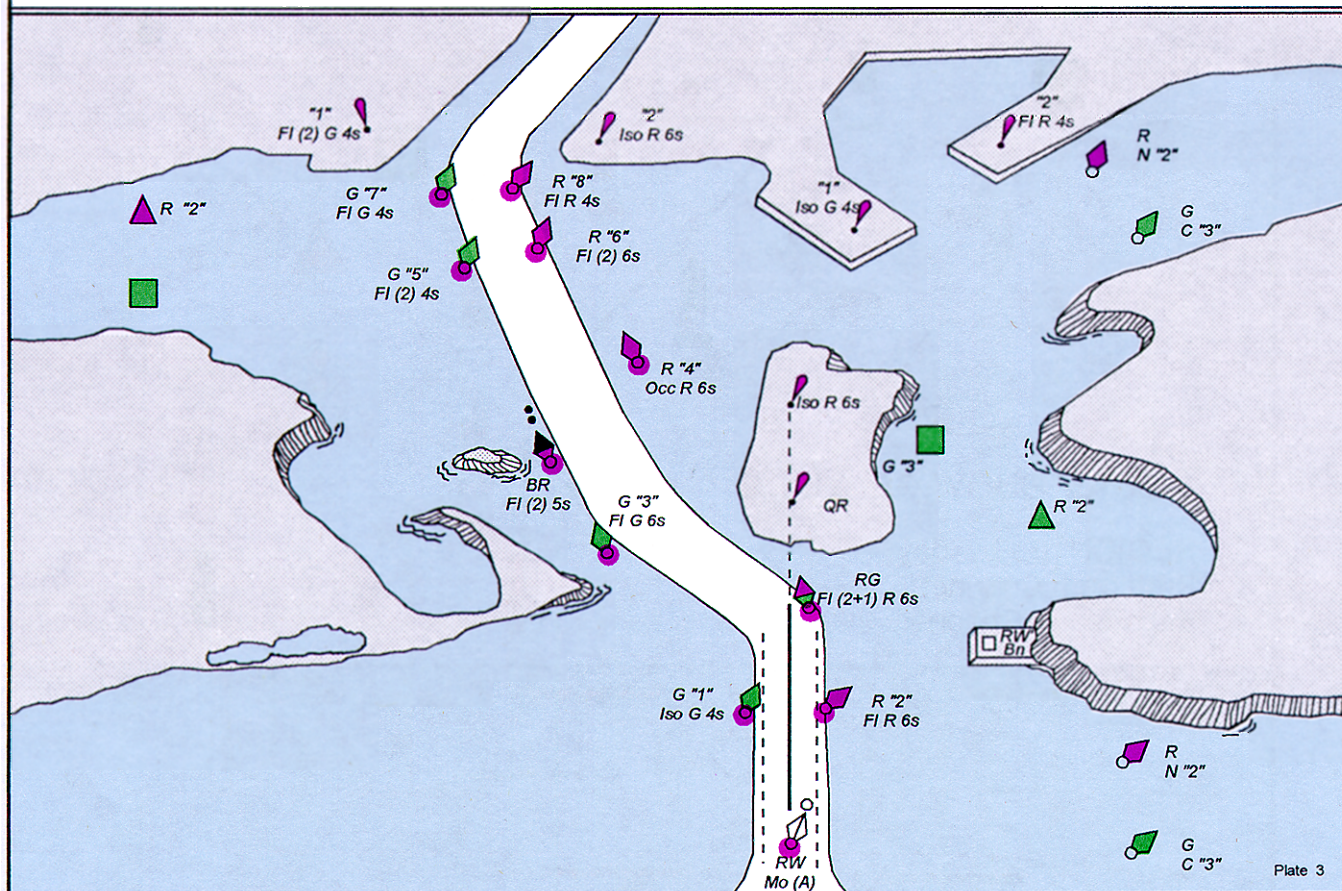 "1"
Fl (2) G 4s
"2"
Iso R 6s
"2"
Fl R 4s
R
N "2"
G "7"
Fl G 4s
R "8"
Fl R 4s
"1"
Iso G 4s
R "2"
G
C "3"
R "6"
Fl (2) 6s
G "5"
Fl (2) 4s
R "4"
Occ R 6s
Iso R 6s
G "3"
BR
Fl (2) 5s
QR
R "2"
G "3"
Fl G 6s
RG
Fl (2+1) R 6s
RW
Bn
G "1"
Iso G 4s
R "2"
Fl R 6s
R
N "2"
G
C "3"
RW
Mo (A)
Plate 3